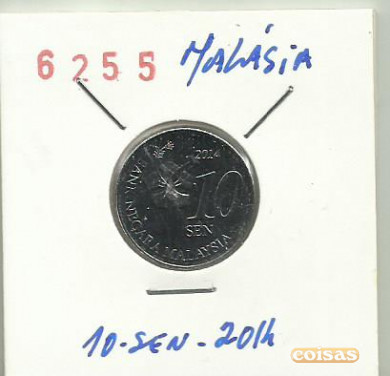 6255 MALÁSIA
2014
10
SEN
BANK NEGARA MALAYSIA
10-SEN-2014
coisas